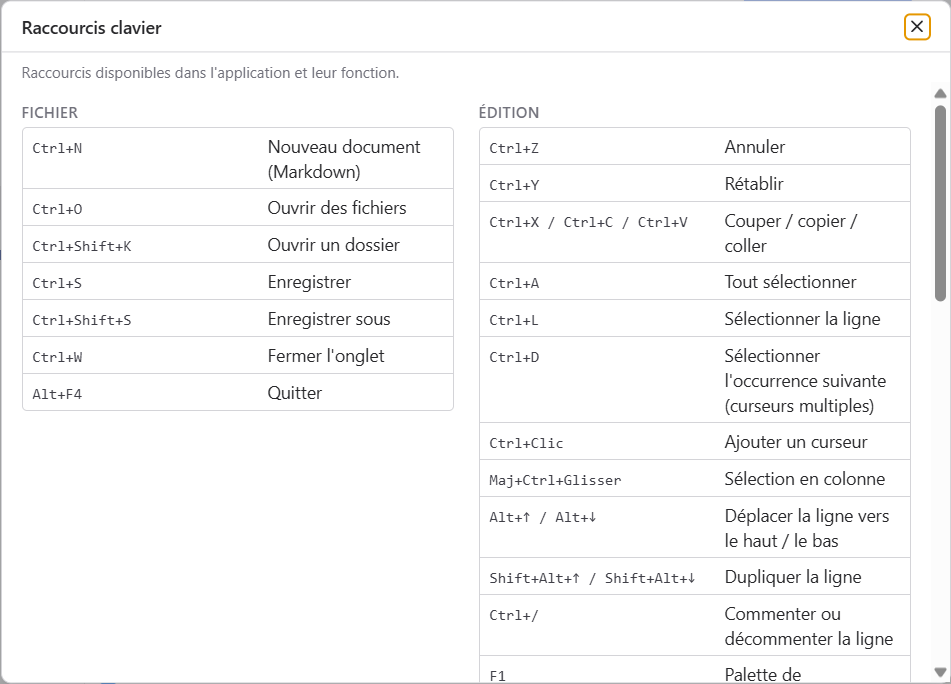 Raccourcis clavier
Raccourcis disponibles dans l'application et leur fonction.
FICHIER
Ctrl+N Nouveau document
(Markdown)
Ctrl+O Ouvrir des fichiers
Ctrl+Shift+K Ouvrir un dossier
Ctrl+S Enregistrer
Ctrl+Shift+S Enregistrer sous
Ctrl+W Fermer l'onglet
Alt+F4 Quitter
ÉDITION
Ctrl+Z Annuler
Ctrl+Y Rétablir
Ctrl+X / Ctrl+C / Ctrl+V Couper / copier /
coller
Ctrl+A Tout sélectionner
Ctrl+L Sélectionner la ligne
Ctrl+D Sélectionner
l'occurrence suivante
(curseurs multiples)
Ctrl+Clic Ajouter un curseur
Maj+Ctrl+Glisser Sélection en colonne
Alt+↑ / Alt+↓ Déplacer la ligne vers
le haut / le bas
Shift+Alt+↑ / Shift+Alt+↓ Dupliquer la ligne
Ctrl+/ Commenter ou
décommenter la ligne
F1 Palette de